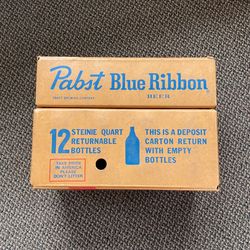 Pabst Blue Ribbon
PABST BREWING COMPANY
BEER
12 STEINIE QUART
RETURNABLE
BOTTLES
TAKE PRIDE
IN AMERICA
PLEASE
DON'T LITTER
THIS IS A DEPOSIT
CARTON RETURN
WITH EMPTY
BOTTLES